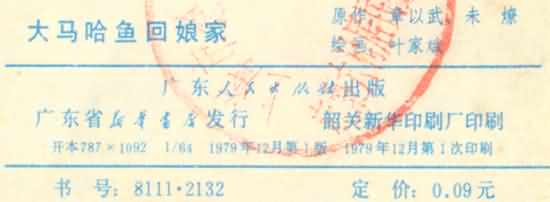 大马哈鱼回娘家
原作:章以武、未 燎
绘画:叶家斌
广东人民出版社出版
广东省新华书店发行 韶关新华印刷厂印刷
开本787×1092 1/64 1979年12月第1版 1979年12月第1次印刷
书 号:8111·2132 定 价:0.09元